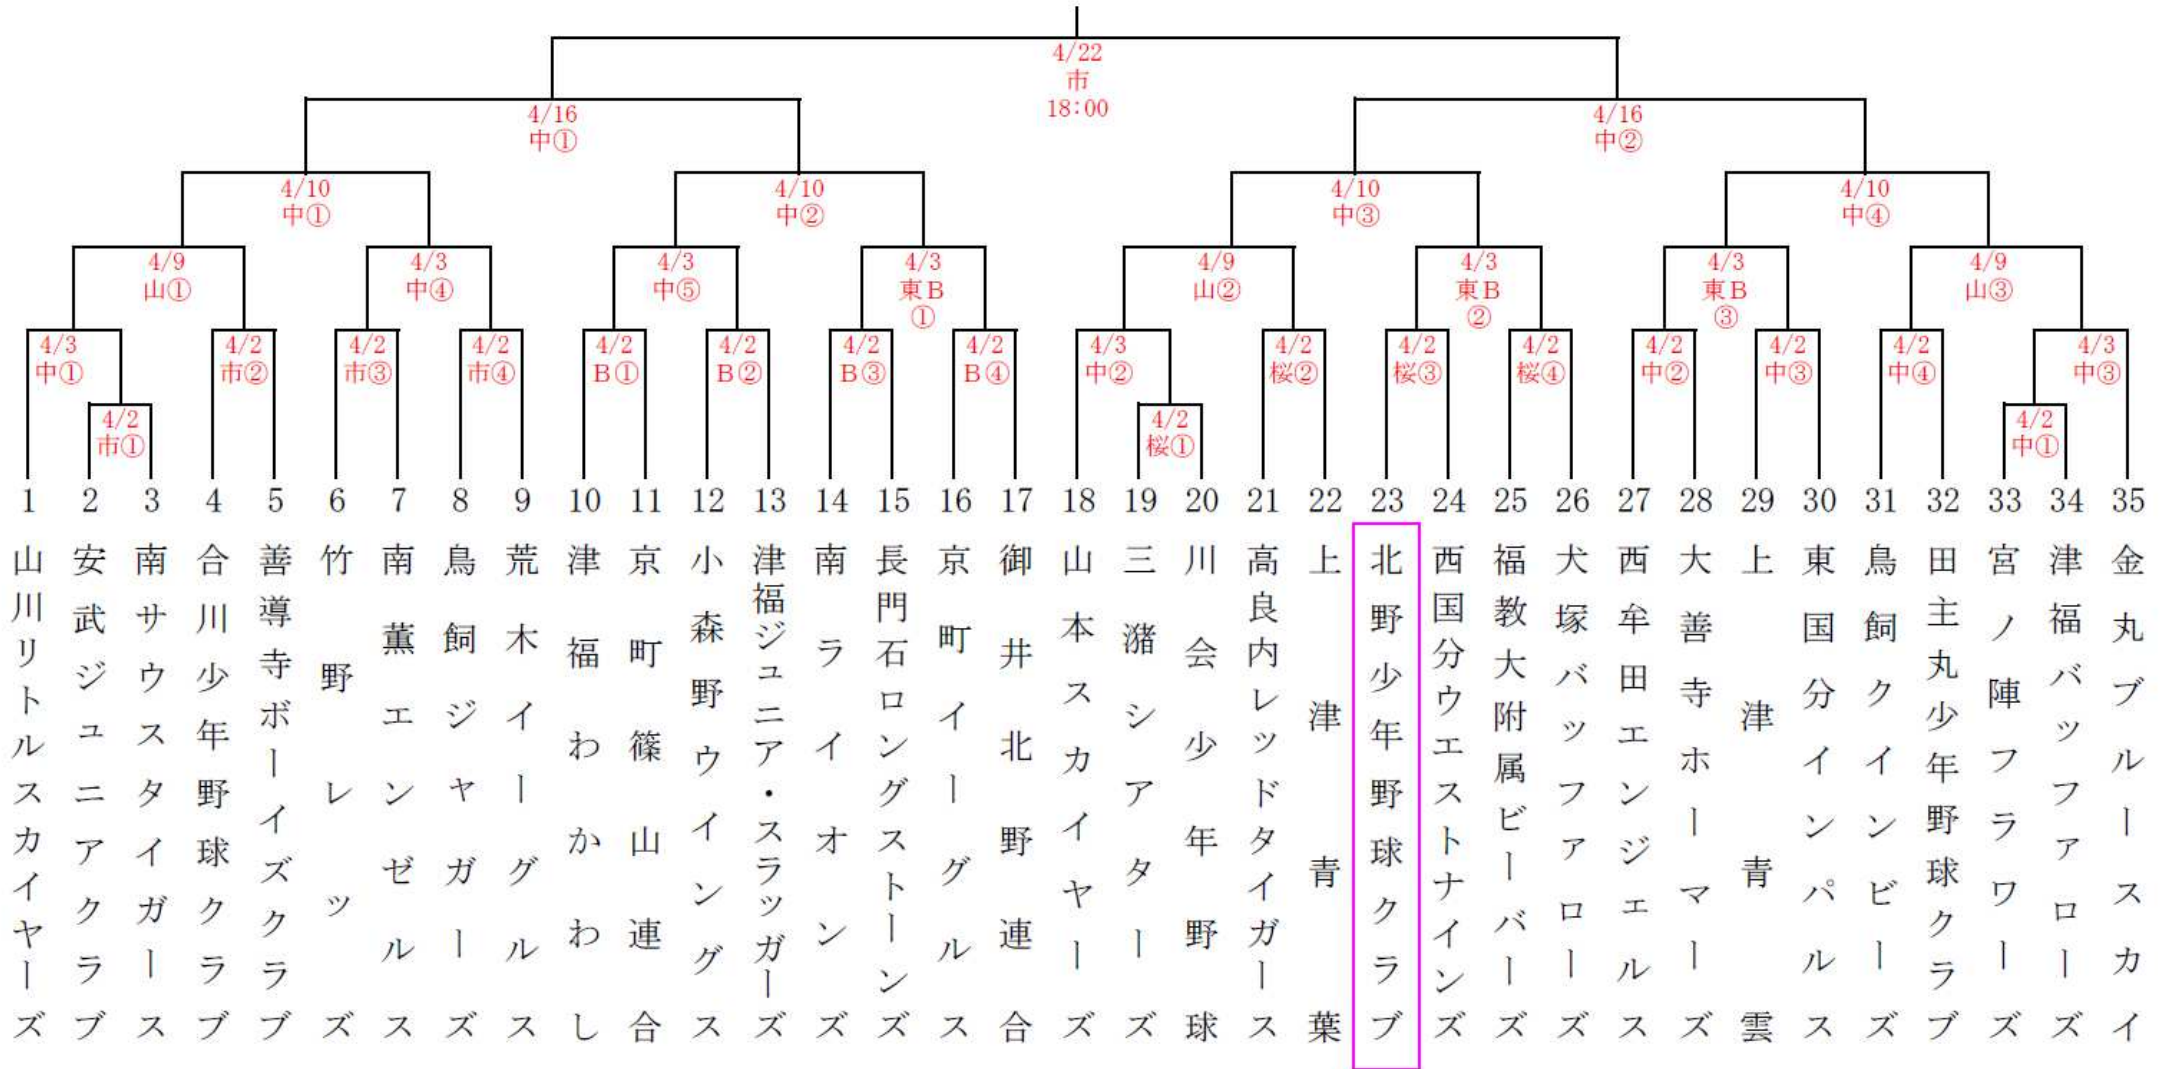 4/22
市
18:00
4/16
中①
4/16
中②
4/10
中①
4/10
中②
4/10
中③
4/10
中④
4/9
山①
4/3
中④
4/3
中⑤
4/3
東B
①
4/9
山②
4/3
東B
②
4/3
東B
③
4/9
山③
4/3
中①
4/2
市②
4/2
市③
4/2
市④
4/2
B①
4/2
B②
4/2
B③
4/2
B④
4/3
中②
4/2
桜②
4/2
桜③
4/2
桜④
4/2
中②
4/2
中③
4/2
中④
4/3
中③
4/2
市①
4/2
桜①
4/2
中①
1 山川リトルスカイヤーズ
2 安武ジュニアクラブ
3 南サウスタイガース
4 合川少年野球クラブ
5 善導寺ボーイズクラブ
6 竹野レッズ
7 南薫エンゼルス
8 鳥飼ジャガーズ
9 荒木イーグルス
10 津福わかわし
11 京町篠山連合
12 小森野ウイングス
13 津福ジュニア・スラッガーズ
14 南ライオンズ
15 長門石ロングストーンズ
16 京町イーグルス
17 御井北野連合
18 山本スカイヤーズ
19 三潴シアターズ
20 川会少年野球
21 高良内レッドタイガース
22 上津青葉
23 北野少年野球クラブ
24 西国分ウエストナインズ
25 福教大附属ビーバーズ
26 犬塚バッファローズ
27 西牟田エンジェルス
28 大善寺ホーマーズ
29 上津青雲
30 東国分インパルス
31 鳥飼クインビーズ
32 田主丸少年野球クラブ
33 宮ノ陣フラワーズ
34 津福バッファローズ
35 金丸ブルースカイ